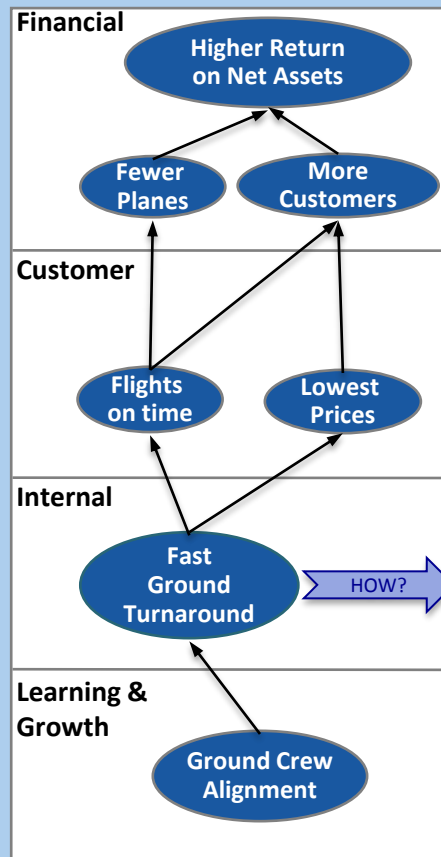 Financial
Higher Return
on Net Assets
Fewer
Planes
More
Customers
Customer
Flights
on time
Lowest
Prices
Internal
Fast
Ground
Turnaround
HOW?
Learning &
Growth
Ground Crew
Alignment